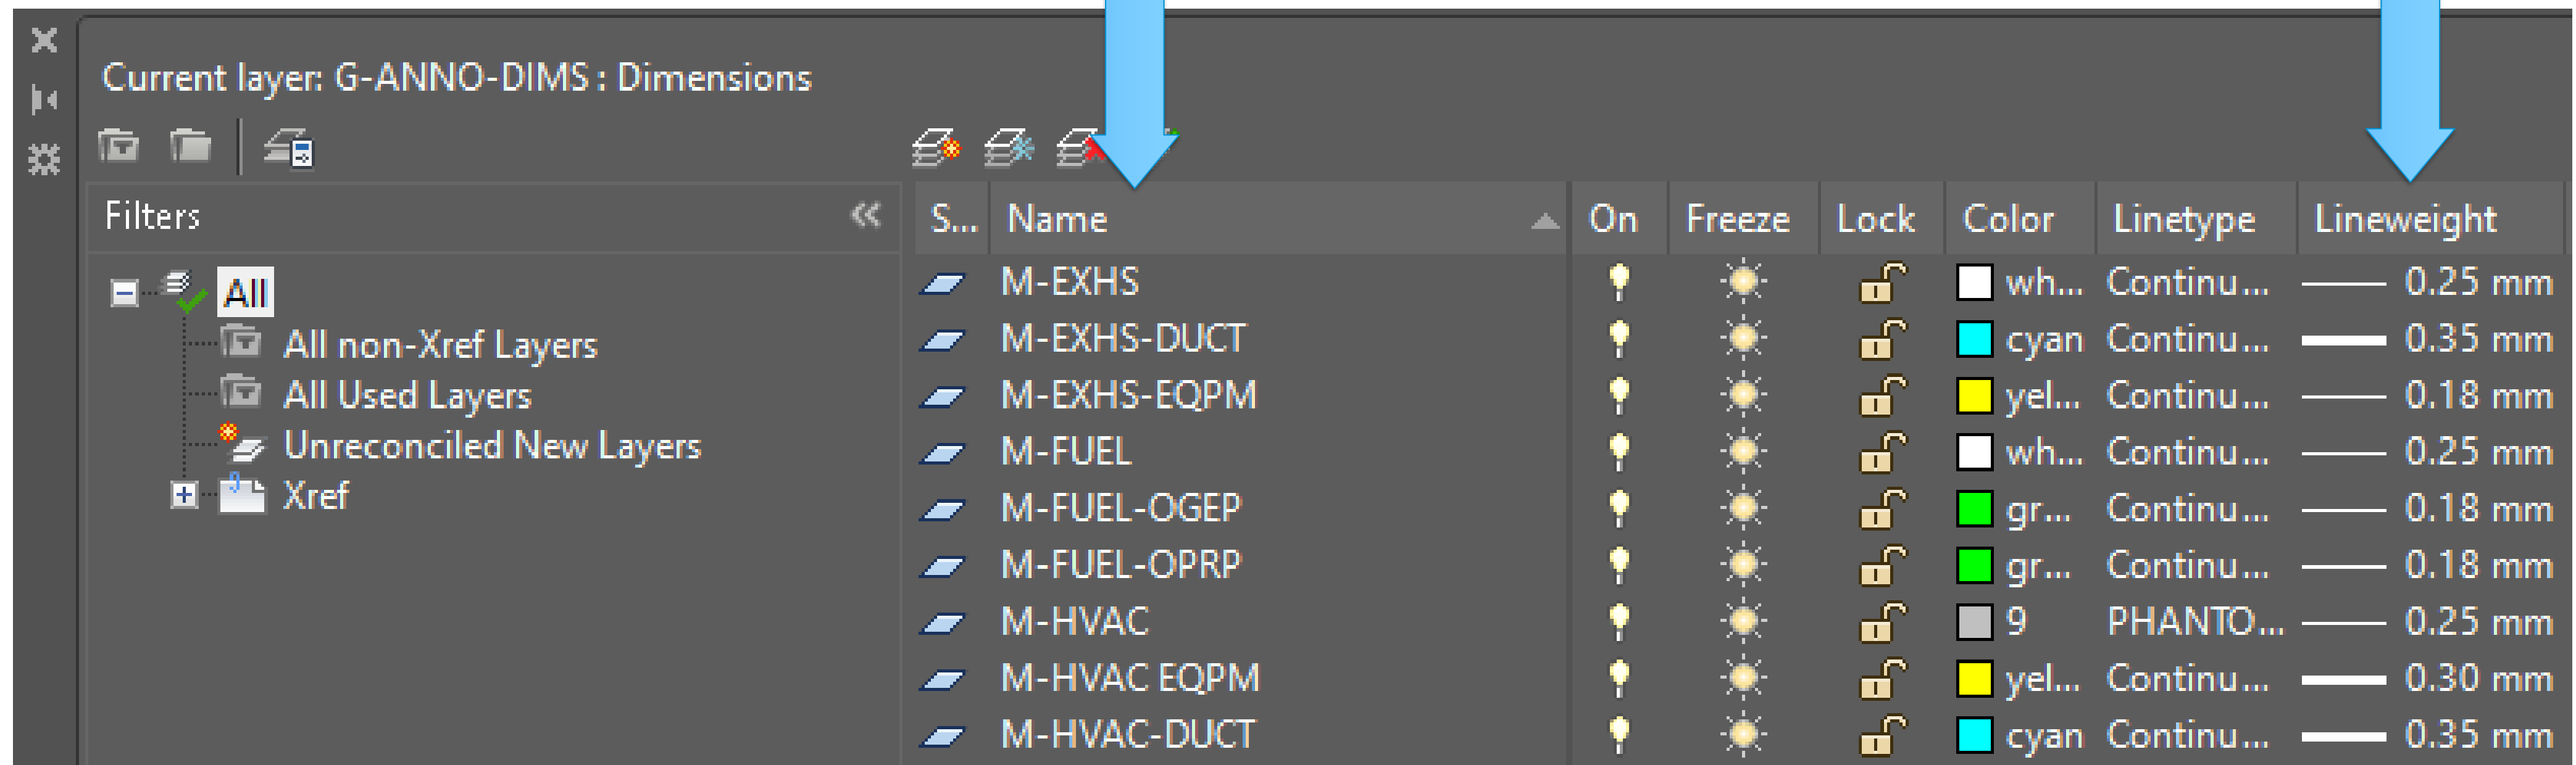 Current layer: G-ANNO-DIMS : Dimensions
Filters
All
All non-Xref Layers
All Used Layers
Unreconciled New Layers
Xref
S... Name On Freeze Lock Color Linetype Lineweight
M-EXHS wh... Continu... 0.25 mm
M-EXHS-DUCT cyan Continu... 0.35 mm
M-EXHS-EQPM yel... Continu... 0.18 mm
M-FUEL wh... Continu... 0.25 mm
M-FUEL-OGEP gr... Continu... 0.18 mm
M-FUEL-OPRP gr... Continu... 0.18 mm
M-HVAC 9 PHANTO... 0.25 mm
M-HVAC EQPM yel... Continu... 0.30 mm
M-HVAC-DUCT cyan Continu... 0.35 mm